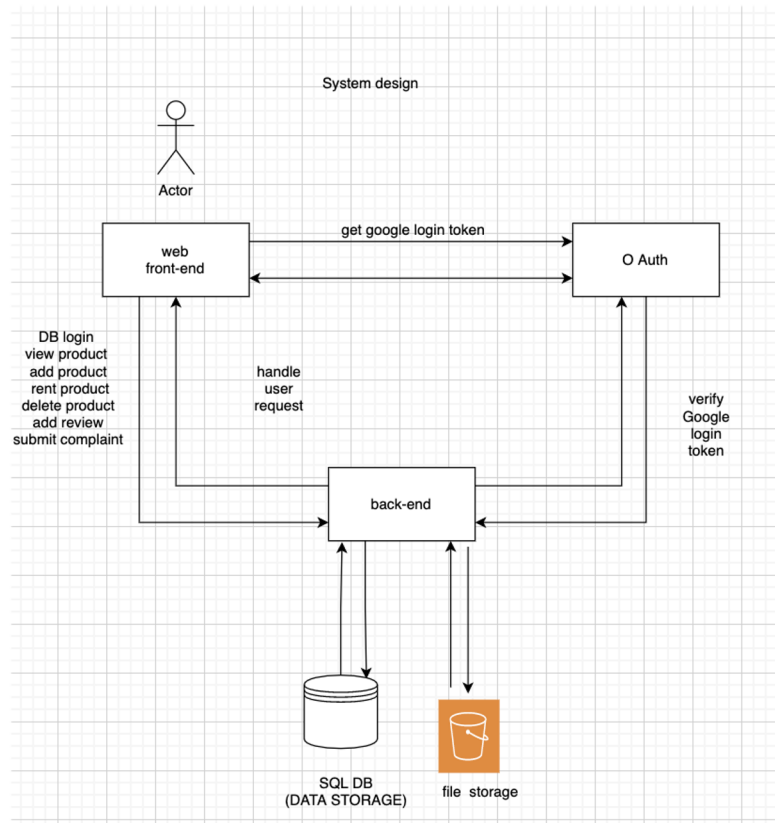 System design
Actor
get google login token
web
front-end
O Auth
DB login
view product
add product
rent product
delete product
add review
submit complaint
handle
user
request
verify
Google
login
token
back-end
SQL DB
(DATA STORAGE)
file storage